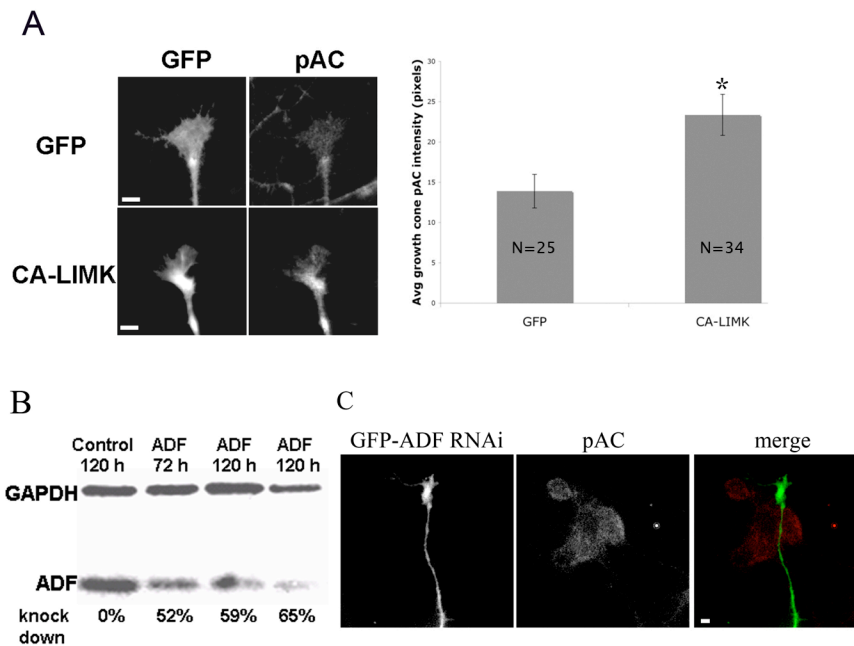 A
GFP pAC
GFP
CA-LIMK
Avg growth cone pAC intensity (pixels)
30
25
20
15
10
5
0
*
N=25 N=34
GFP CA-LIMK
B
Control ADF ADF ADF
120 h 72 h 120 h 120 h
GAPDH
ADF
knock down 0% 52% 59% 65%
C
GFP-ADF RNAi pAC merge